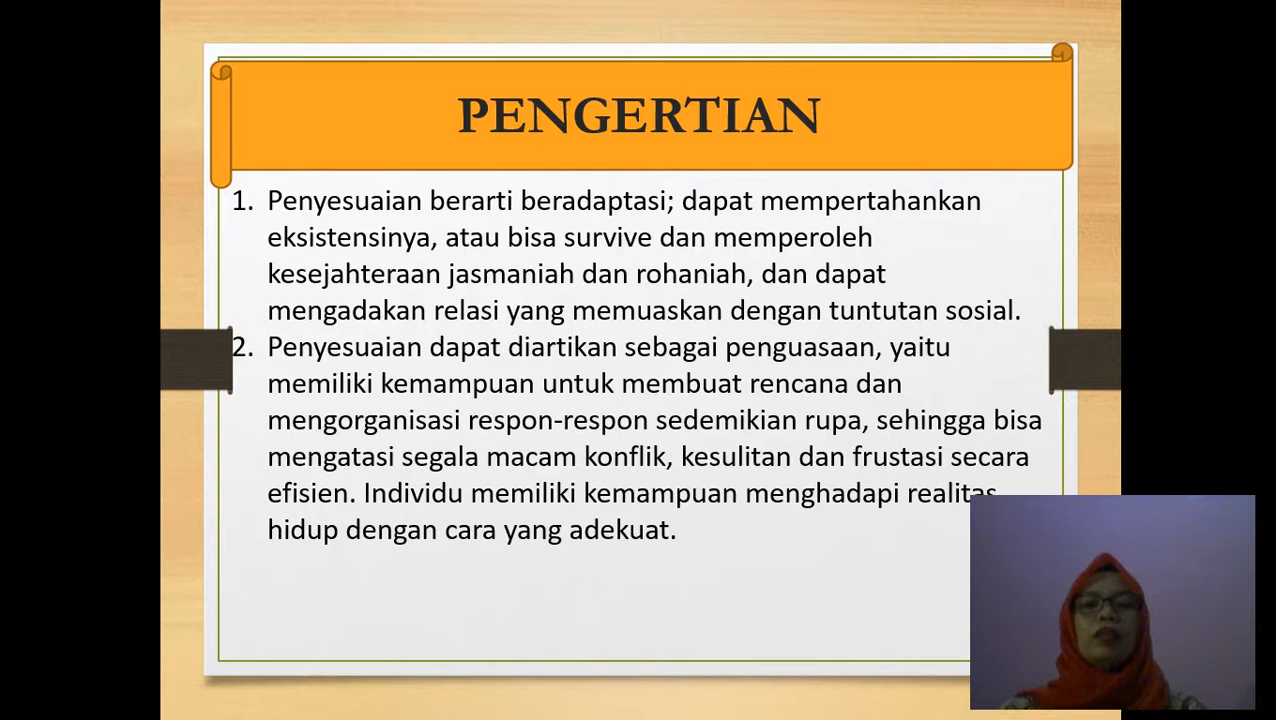 PENGERTIAN
1. Penyesuaian berarti beradaptasi; dapat mempertahankan
eksistensinya, atau bisa survive dan memperoleh
kesejahteraan jasmaniah dan rohaniah, dan dapat
mengadakan relasi yang memuaskan dengan tuntutan sosial.
2. Penyesuaian dapat diartikan sebagai penguasaan, yaitu
memiliki kemampuan untuk membuat rencana dan
mengorganisasi respon-respon sedemikian rupa, sehingga bisa
mengatasi segala macam konflik, kesulitan dan frustasi secara
efisien. Individu memiliki kemampuan menghadapi realitas
hidup dengan cara yang adekuat.